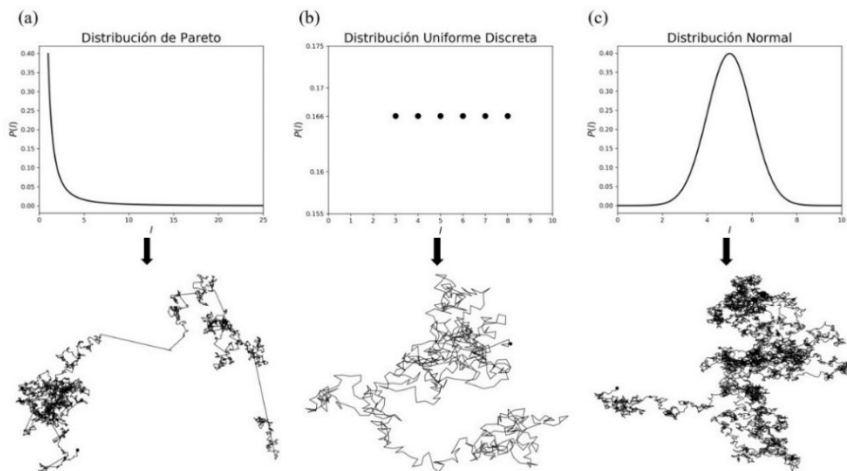 (a)
Distribución de Pareto
0.40
0.35
0.30
0.25
0.20
0.15
0.10
0.05
0.00
P(l)
0
5
10
15
20
25
l
(b)
Distribución Uniforme Discreta
0.175
0.17
0.166
0.16
0.155
P(l)
0 1 2 3 4 5 6 7 8 9 10
l
(c)
Distribución Normal
0.40
0.35
0.30
0.25
0.20
0.15
0.10
0.05
0.00
P(l)
0 2 4 6 8 10
l